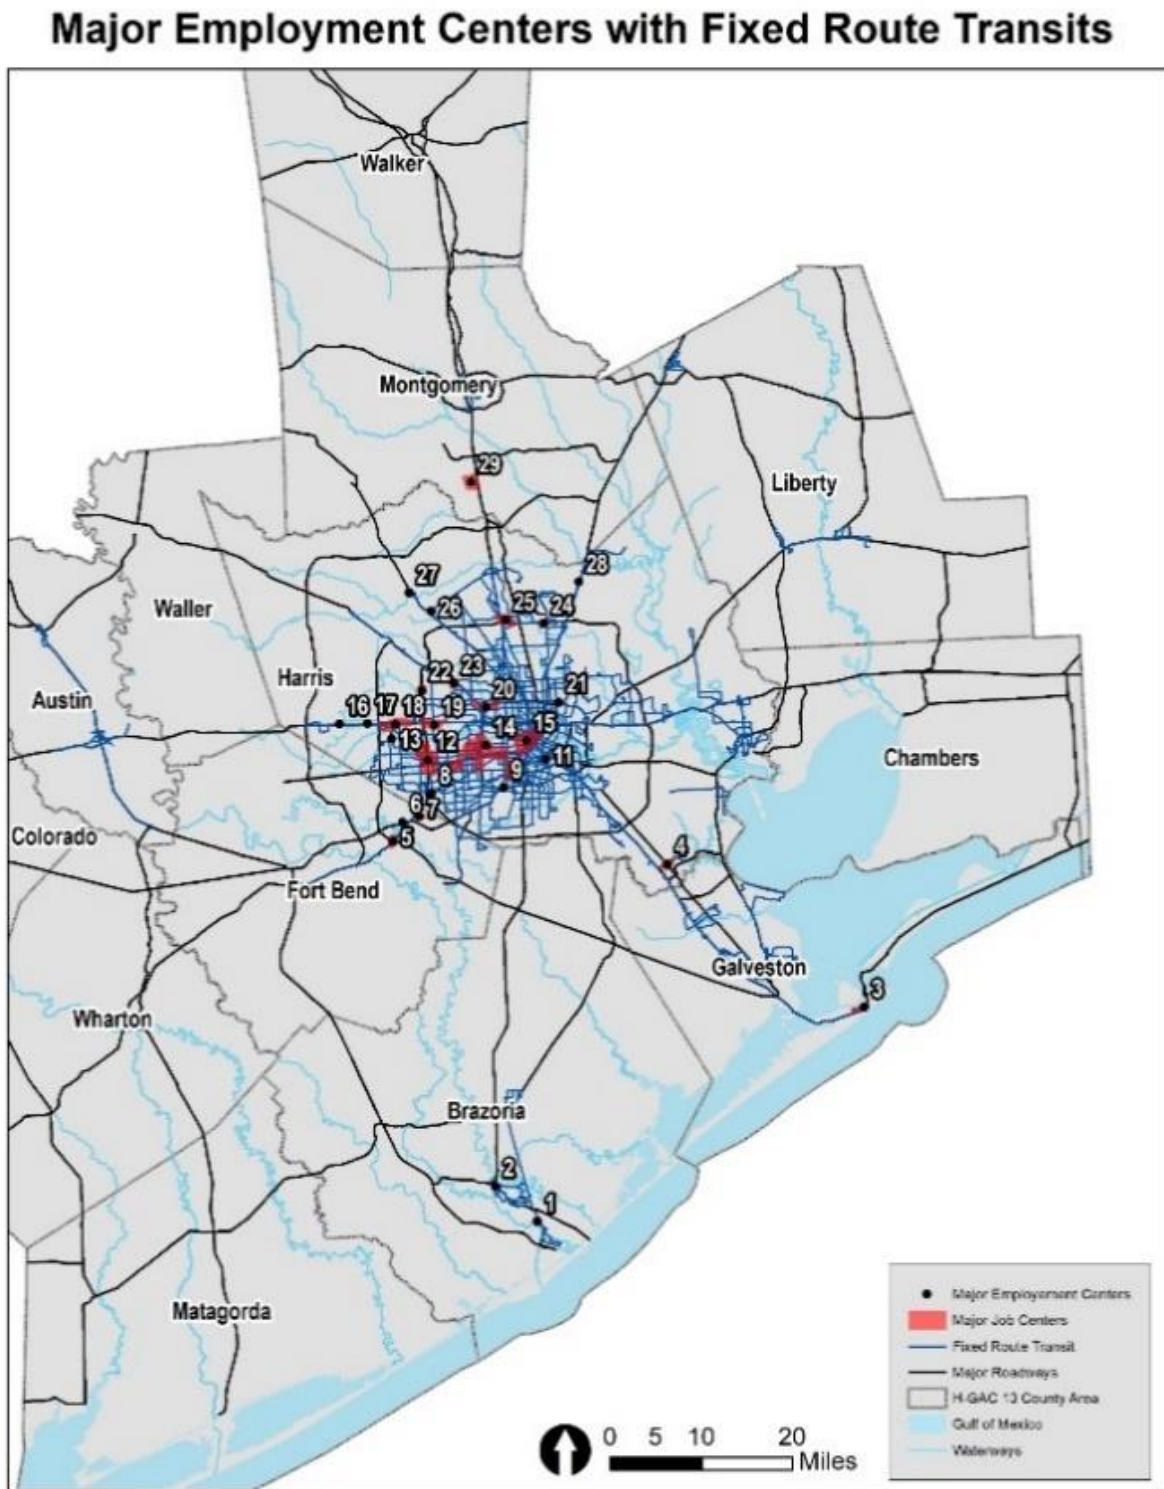 Major Employment Centers with Fixed Route Transits
Walker
Montgomery
29
Liberty
28
27
26
25 24
Waller
Harris
22 23
20 21
Austin
16 17 18 19
14 15
13 12
11
Chambers
8 9
6 7
Colorado
5
4
Fort Bend
Galveston
3
Wharton
Brazoria
2
1
Matagorda
Major Employement Centers
Major Job Centers
Fixed Route Transit
Major Roadways
H-GAC 13 County Area
Gulf of Mexico
Waterways
0 5 10 20
Miles